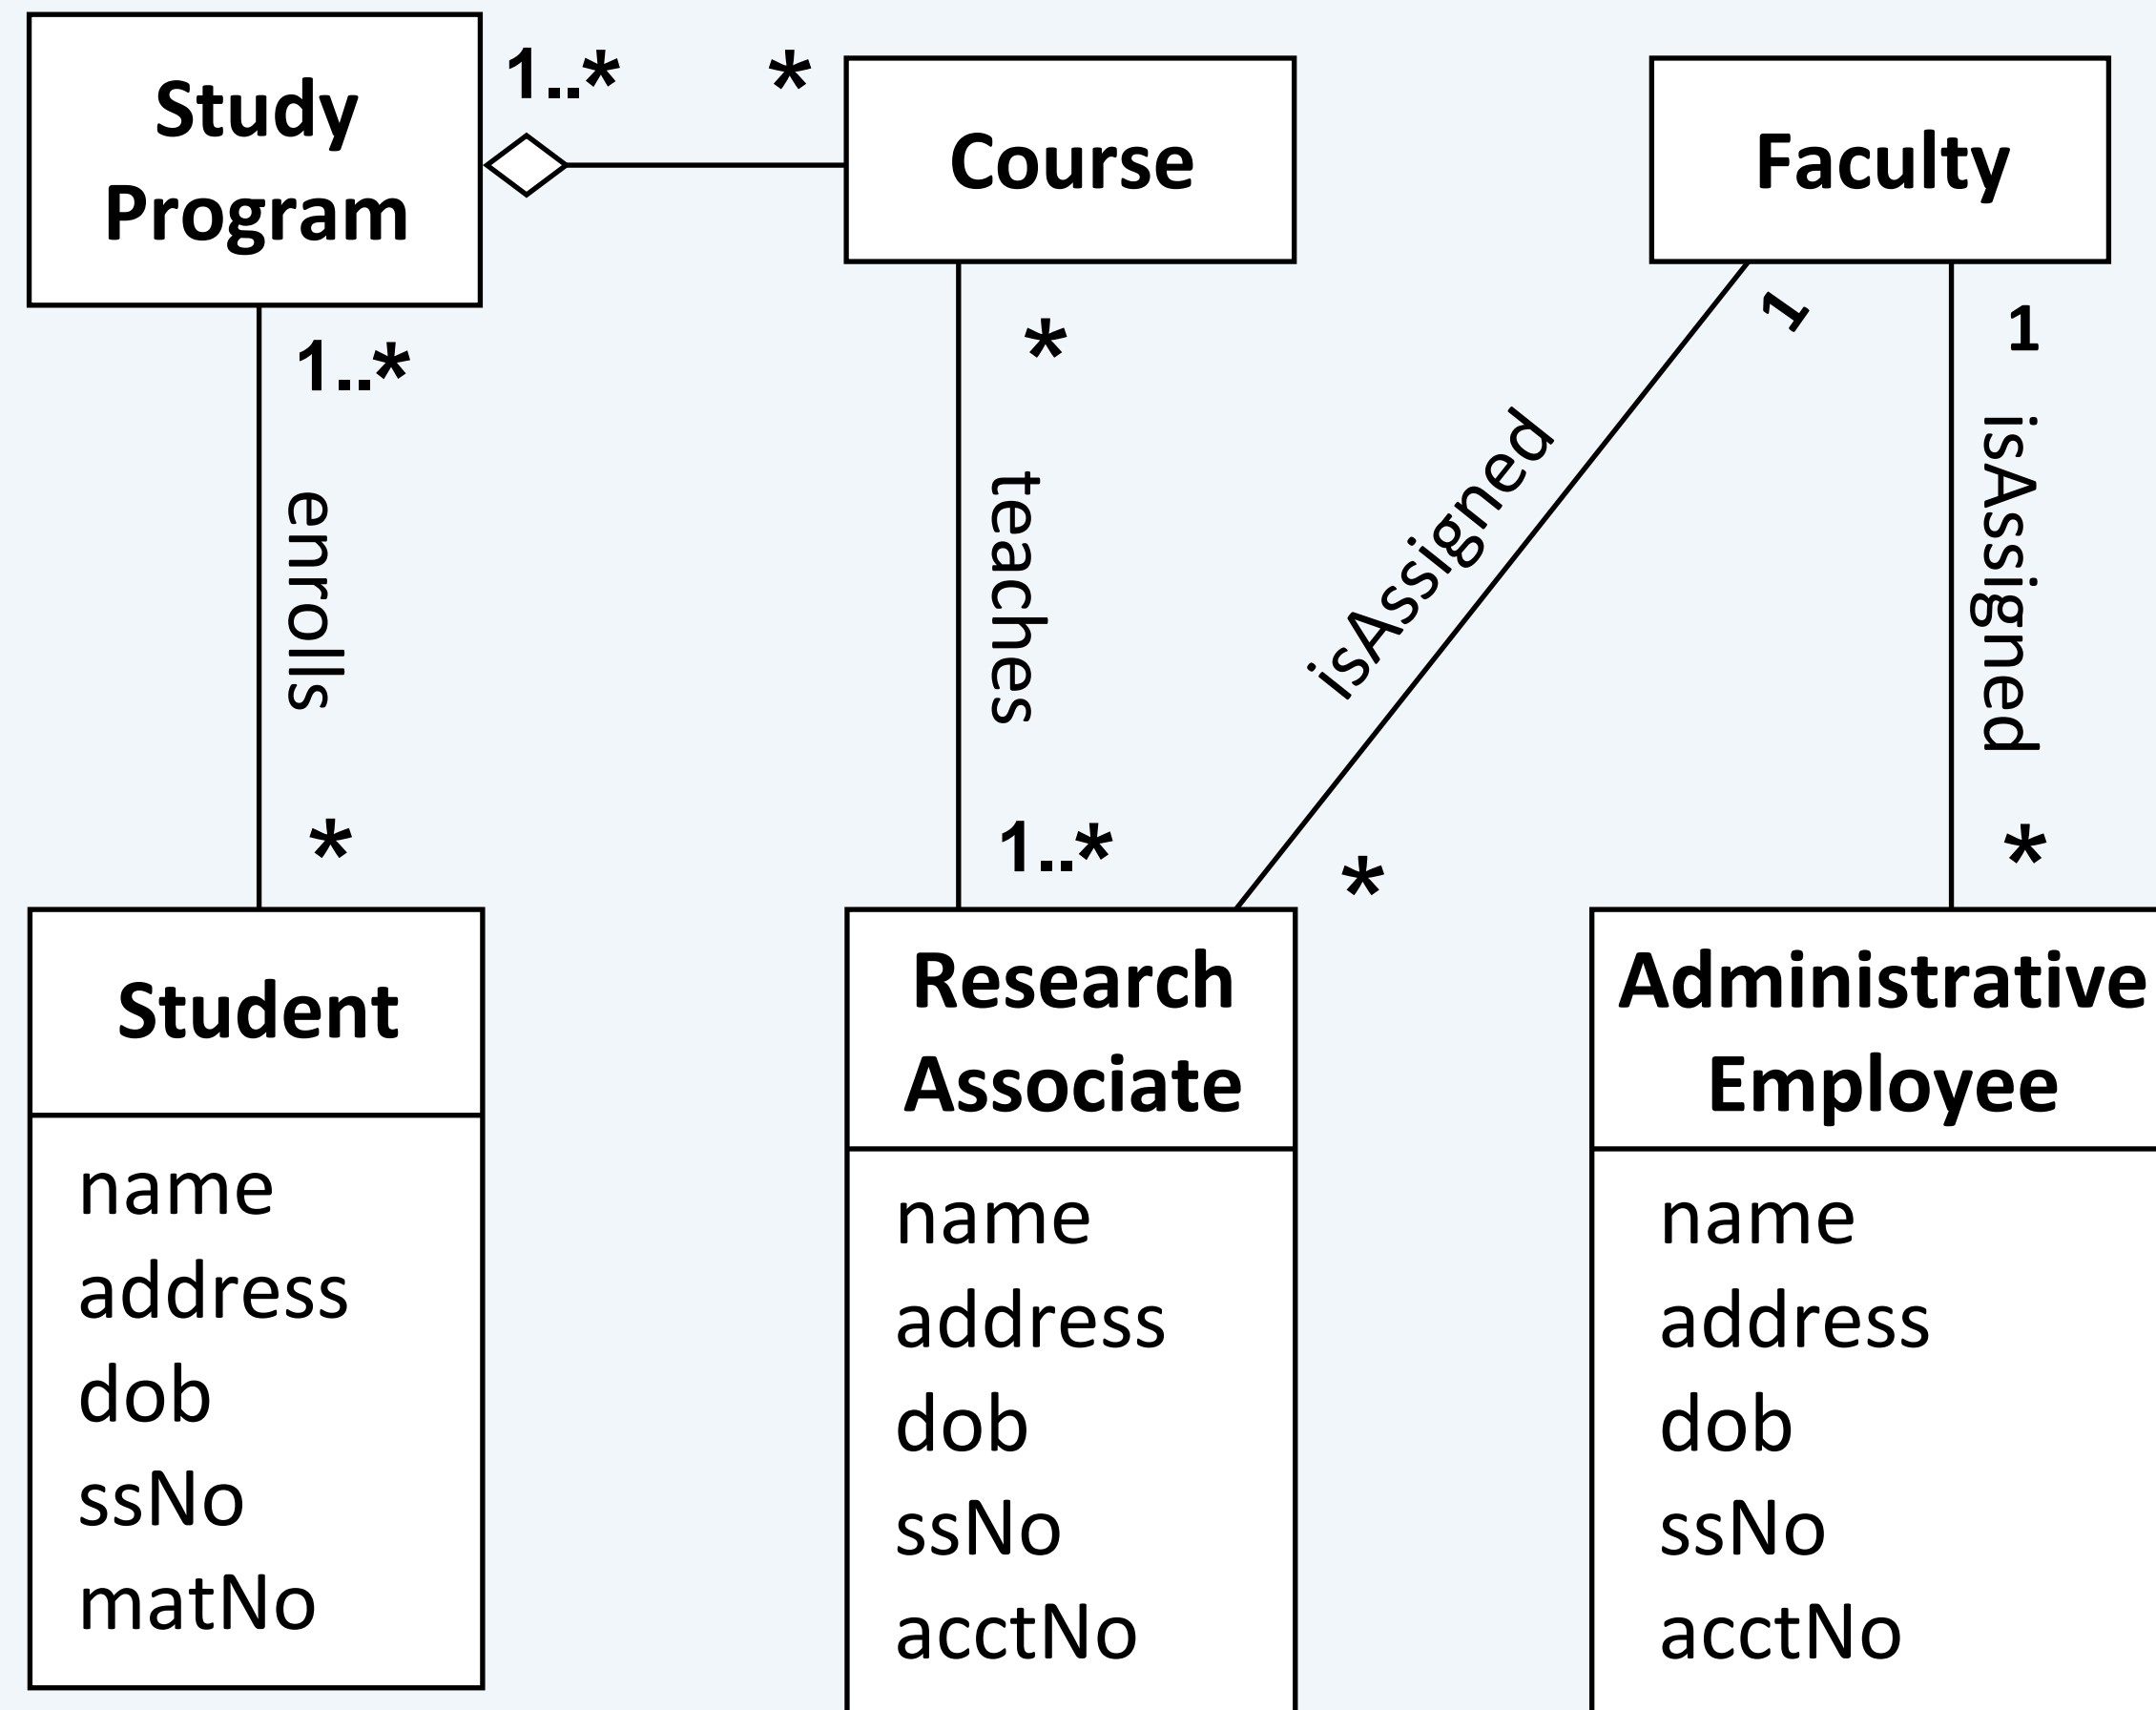 Study
Program
1..*
*
Course
Faculty
1..*
enrolls
*
*
teaches
1..*
1
isAssigned
*
1
isAssigned
*
Student
name
address
dob
ssNo
matNo
Research
Associate
name
address
dob
ssNo
acctNo
Administrative
Employee
name
address
dob
ssNo
acctNo